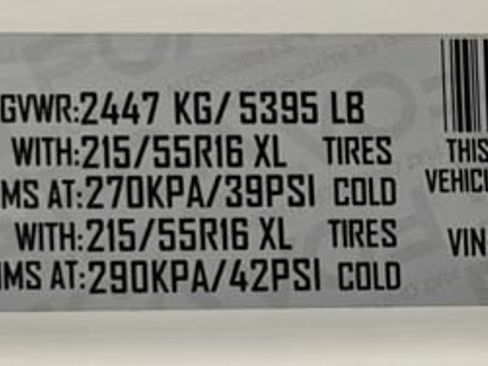 GVWR:2447 KG/5395 LB
WITH:215/55R16 XL TIRES
MS AT:270KPA/39PSI COLD
WITH:215/55R16 XL TIRES
IMS AT:290KPA/42PSI COLD
THIS
VEHICL
VIN